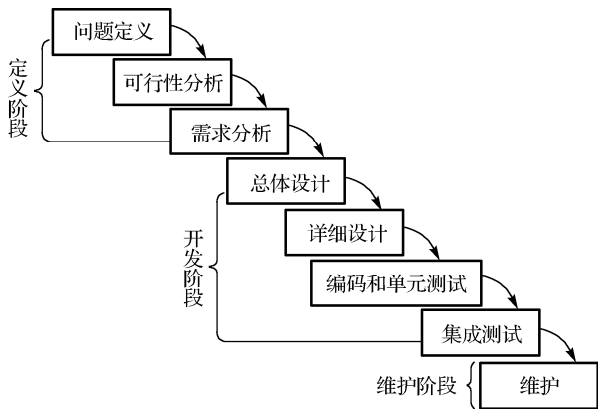 问题定义
可行性分析
定义阶段
需求分析
总体设计
详细设计
开发阶段
编码和单元测试
集成测试
维护阶段
维护